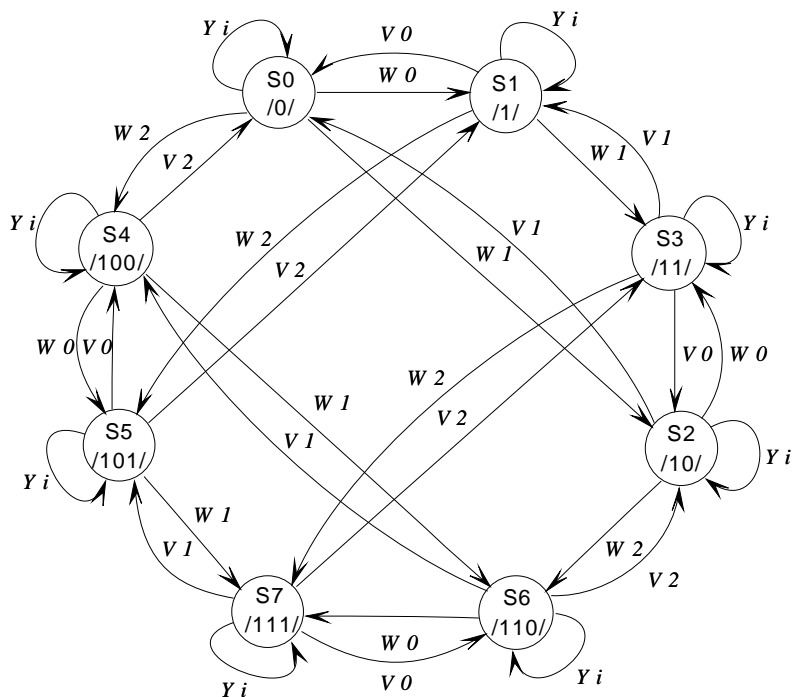 Y i
V 0
Y i
S0
/0/
W 0
S1
/1/
W 2
V 2
W 1
V 1
Y i
S4
/100/
W 2
V 2
V 1
W 1
S3
/11/
Y i
W 0
V 0
W 2
V 2
V 0
W 0
W 1
V 1
S5
/101/
Y i
S2
/10/
Y i
W 1
V 1
W 2
V 2
S7
/111/
S6
/110/
W 0
V 0
Y i
Y i